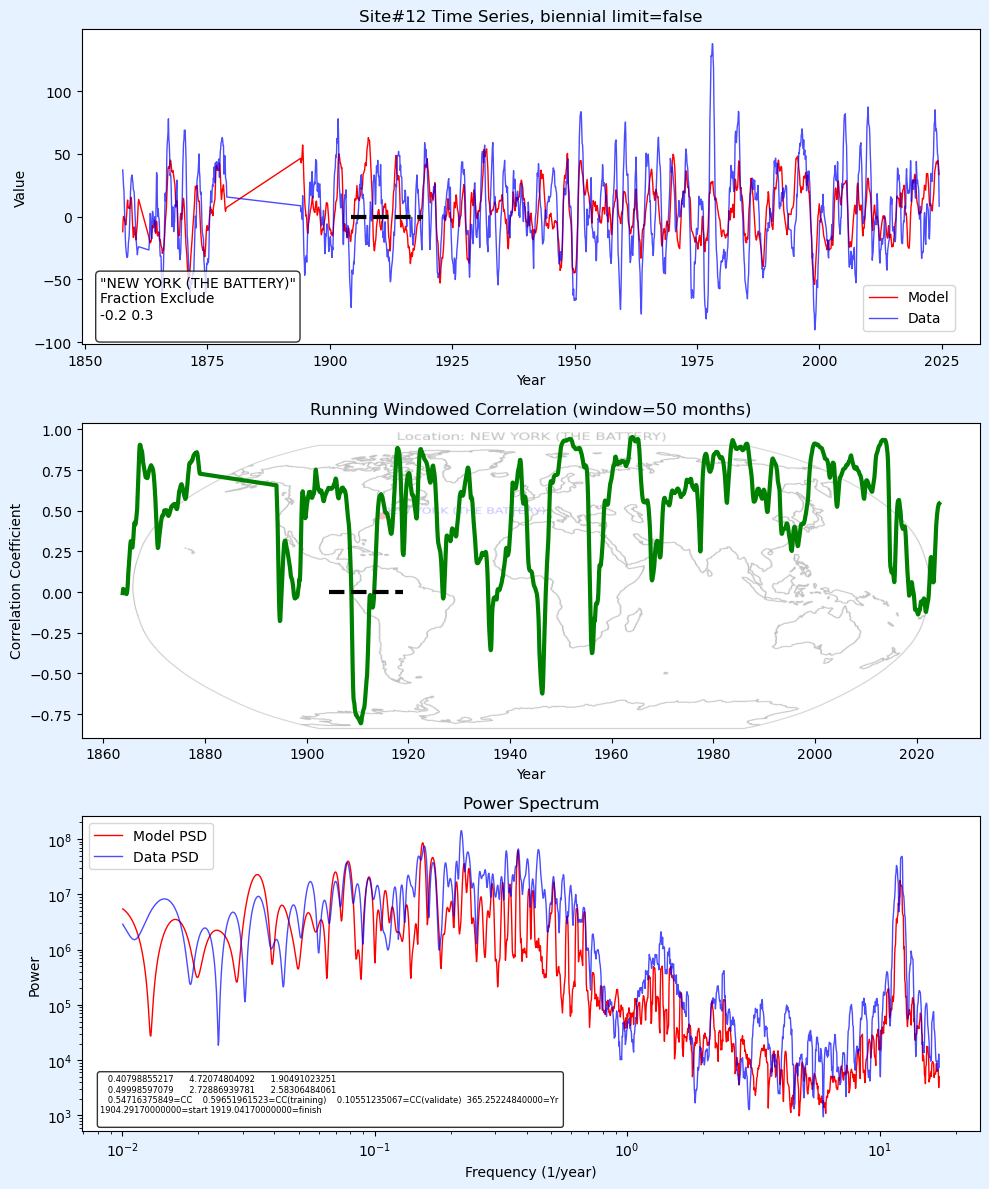 Site#12 Time Series, biennial limit=false
Value
100
50
0
−50
−100
"NEW YORK (THE BATTERY)"
Fraction Exclude
-0.2 0.3
Model
Data
1850 1875 1900 1925 1950 1975 2000 2025
Year
Running Windowed Correlation (window=50 months)
Correlation Coefficient
Location: NEW YORK (THE BATTERY)
YORK (THE BATTERY)
1.00
0.75
0.50
0.25
0.00
−0.25
−0.50
−0.75
1860 1880 1900 1920 1940 1960 1980 2000 2020
Year
Power Spectrum
Power
Model PSD
Data PSD
10^8
10^7
10^6
10^5
10^4
10^3
0.40798855217 4.72074804092 1.90491023251
0.49998597079 2.72886939781 2.58306484061
0.54716375849=CC 0.59651961523=CC(training) 0.10551235067=CC(validate) 365.25224840000=Yr
1904.29170000000=start 1919.04170000000=finish
10^−2 10^−1 10^0 10^1
Frequency (1/year)